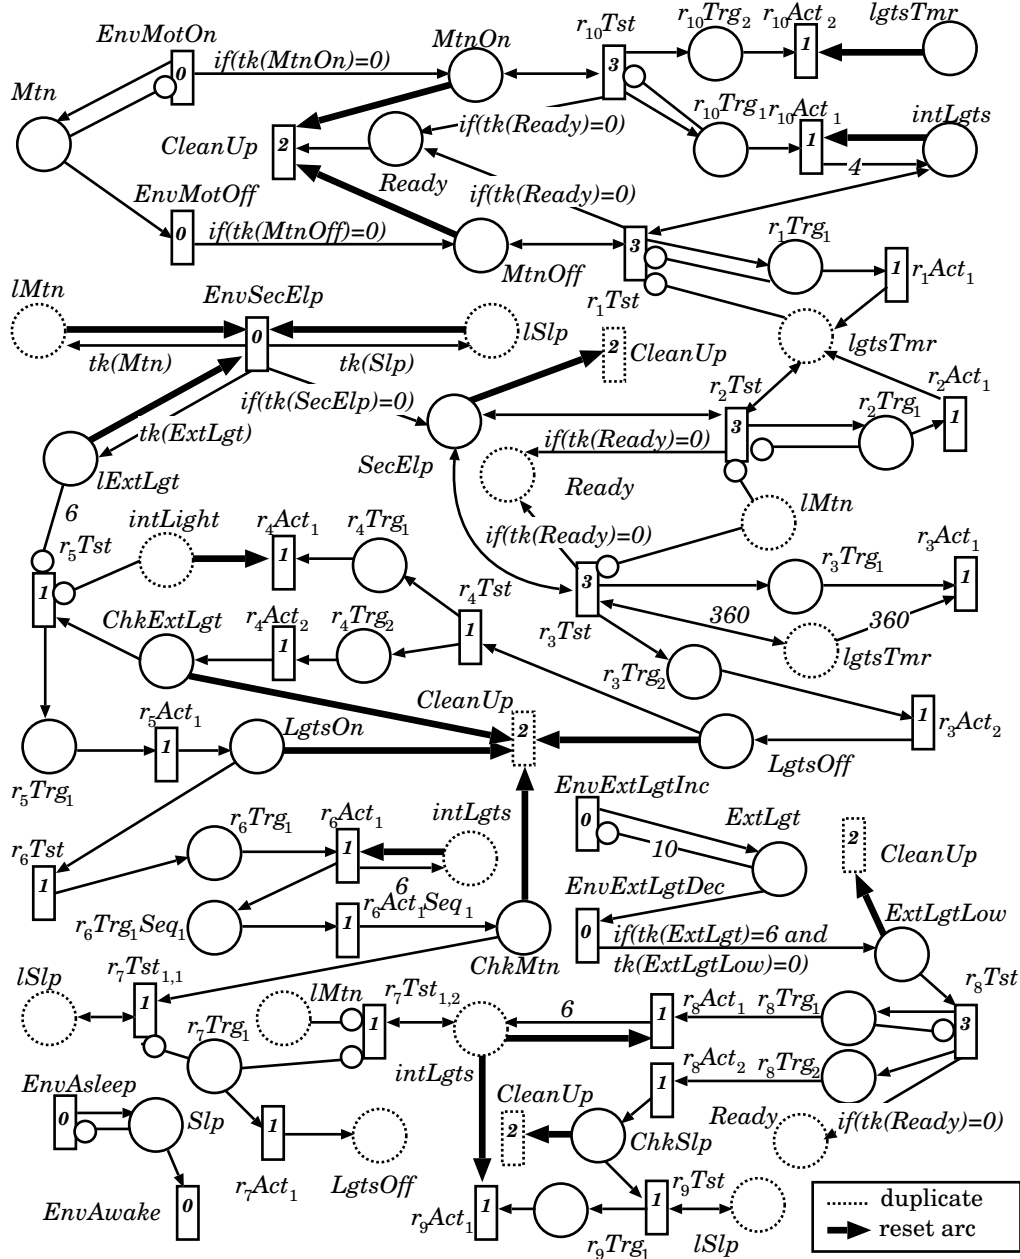 EnvMotOn
0
if(tk(MtnOn)=0)
MtnOn
r10Tst
3
r10Trg2
r10Act2
1
lgtsTmr
Mtn
CleanUp
2
if(tk(Ready)=0)
Ready
r10Trg1
r10Act1
1
4
intLgts
EnvMotOff
0
if(tk(MtnOff)=0)
if(tk(Ready)=0)
MtnOff
3
r1Tst
r1Trg1
1
r1Act1
lgtsTmr
lMtn
EnvSecElp
0
lSlp
tk(Mtn)
tk(Slp)
2
CleanUp
if(tk(SecElp)=0)
tk(ExtLgt)
SecElp
r2Tst
3
r2Trg1
r2Act1
1
if(tk(Ready)=0)
Ready
lExtLgt
6
lMtn
r5Tst
1
intLight
r4Act1
1
r4Trg1
if(tk(Ready)=0)
3
r3Tst
r3Trg1
r3Act1
1
r4Tst
1
360
360
lgtsTmr
ChkExtLgt
r4Act2
1
r4Trg2
r3Trg2
CleanUp
2
1
r3Act2
r5Trg1
r5Act1
1
LgtsOn
LgtsOff
EnvExtLgtInc
0
10
ExtLgt
r6Tst
1
r6Trg1
r6Act1
1
6
intLgts
EnvExtLgtDec
0
if(tk(ExtLgt)=6 and
tk(ExtLgtLow)=0)
2
CleanUp
ExtLgtLow
r6Trg1Seq1
1
r6Act1Seq1
ChkMtn
lSlp
r7Tst1,1
1
r7Trg1
lMtn
r7Tst1,2
1
intLgts
6
r8Act1
1
r8Trg1
r8Tst
3
r8Act2
1
r8Trg2
EnvAsleep
0
Slp
EnvAwake
0
1
r7Act1
LgtsOff
CleanUp
2
ChkSlp
Ready
if(tk(Ready)=0)
r9Act1
1
r9Trg1
r9Tst
1
lSlp
duplicate
reset arc